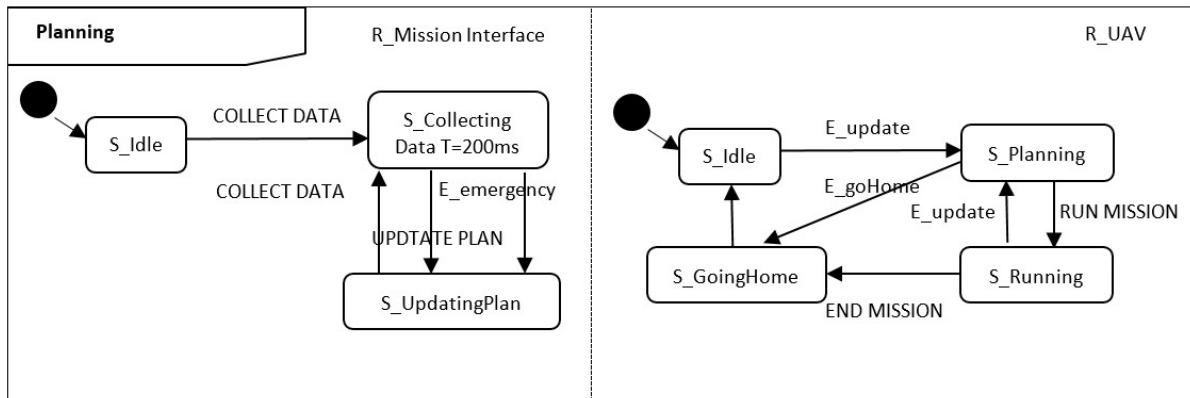 Planning
R_Mission Interface
R_UAV
COLLECT DATA
S_Idle
S_Collecting
Data T=200ms
COLLECT DATA
E_emergency
UPDTATE PLAN
S_UpdatingPlan
E_update
S_Idle
S_Planning
E_goHome
E_update
RUN MISSION
S_GoingHome
S_Running
END MISSION